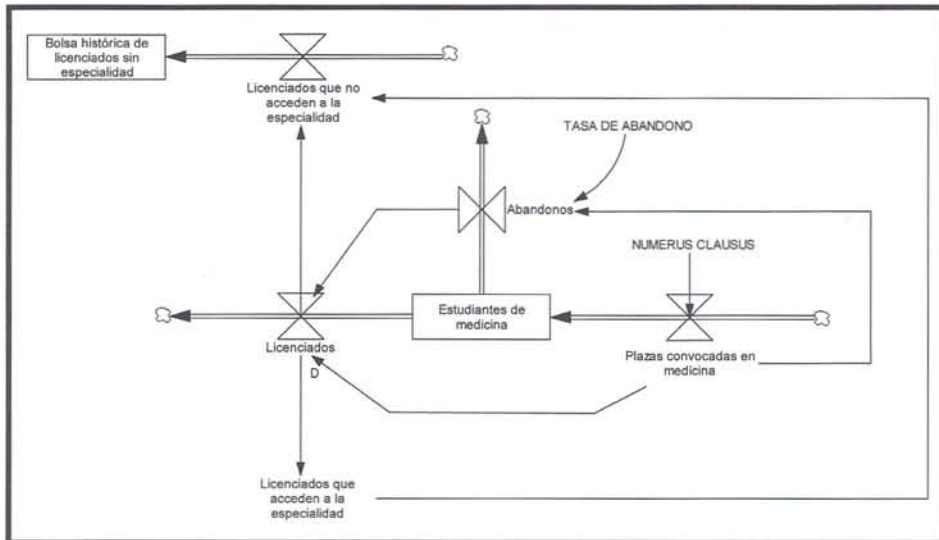 Bolsa histórica de
licenciados sin
especialidad
Licenciados que no
acceden a la
especialidad
TASA DE ABANDONO
Abandonos
NUMERUS CLAUSUS
Estudiantes de
medicina
Licenciados
D
Plazas convocadas en
medicina
Licenciados que
acceden a la
especialidad